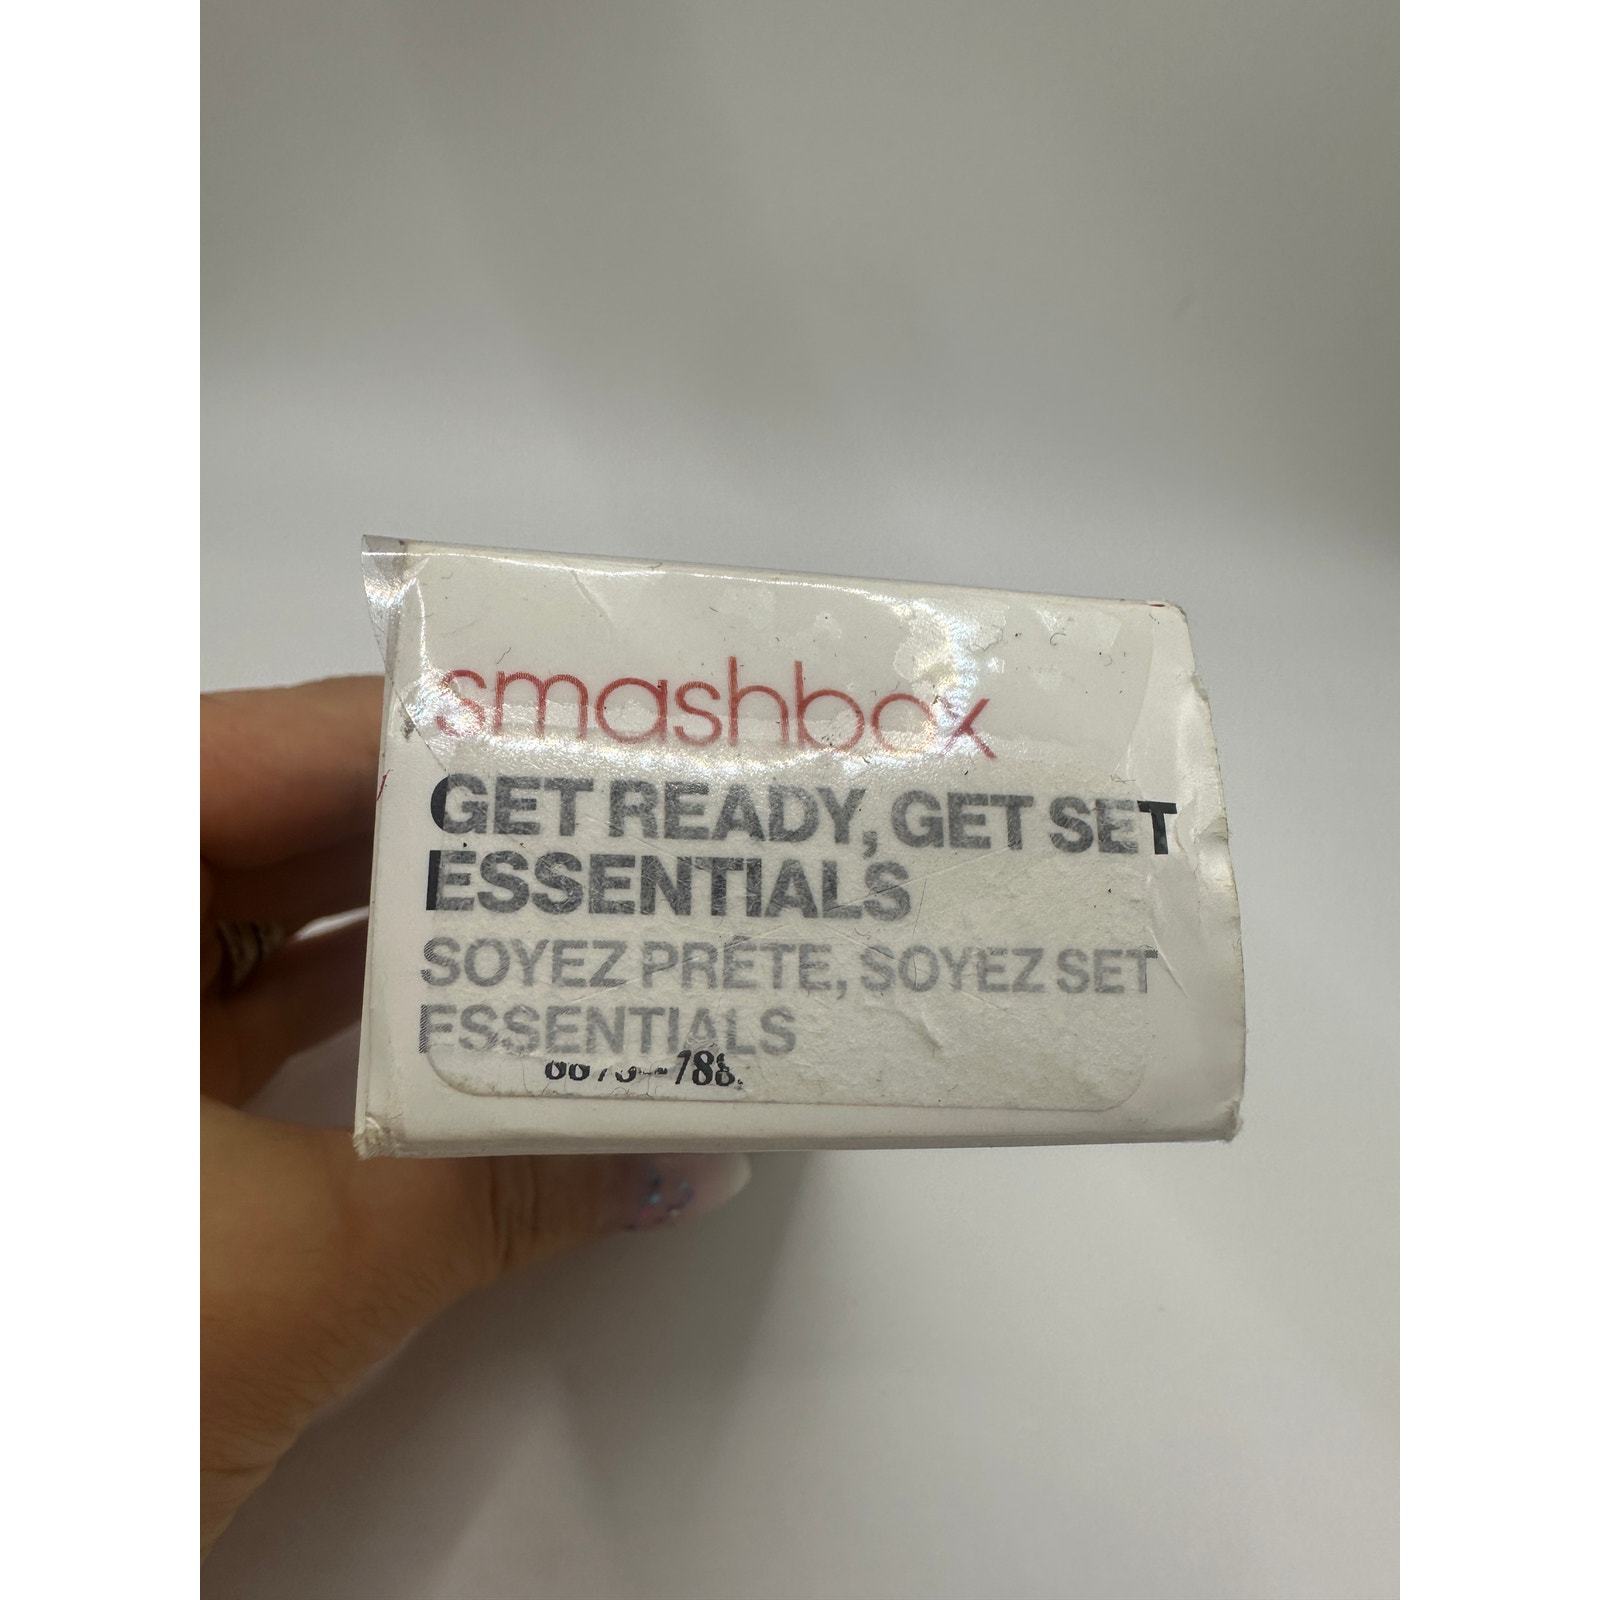 smashbox
GET READY, GET SET
ESSENTIALS
SOYEZ PRÊTE, SOYEZ SET
ESSENTIALS